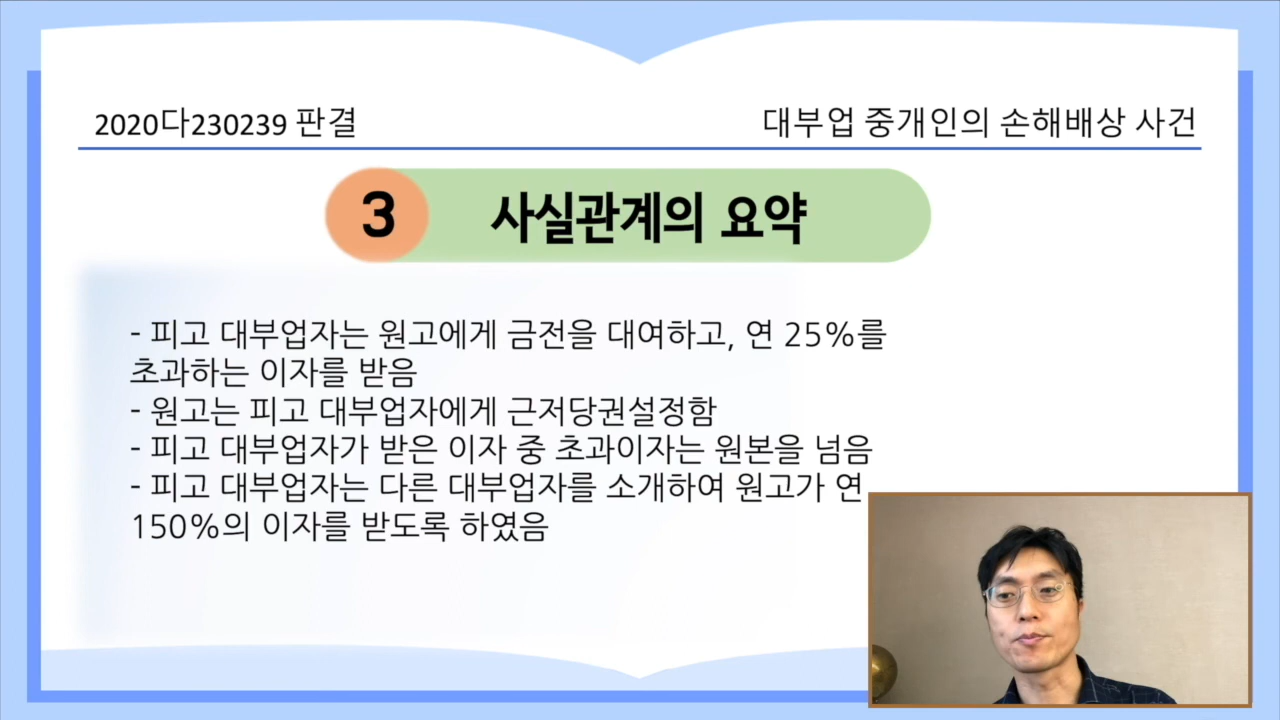 2020다230239 판결
대부업 중개인의 손해배상 사건
3
사실관계의 요약
- 피고 대부업자는 원고에게 금전을 대여하고, 연 25%를
초과하는 이자를 받음
- 원고는 피고 대부업자에게 근저당권설정함
- 피고 대부업자가 받은 이자 중 초과이자는 원본을 넘음
- 피고 대부업자는 다른 대부업자를 소개하여 원고가 연
150%의 이자를 받도록 하였음